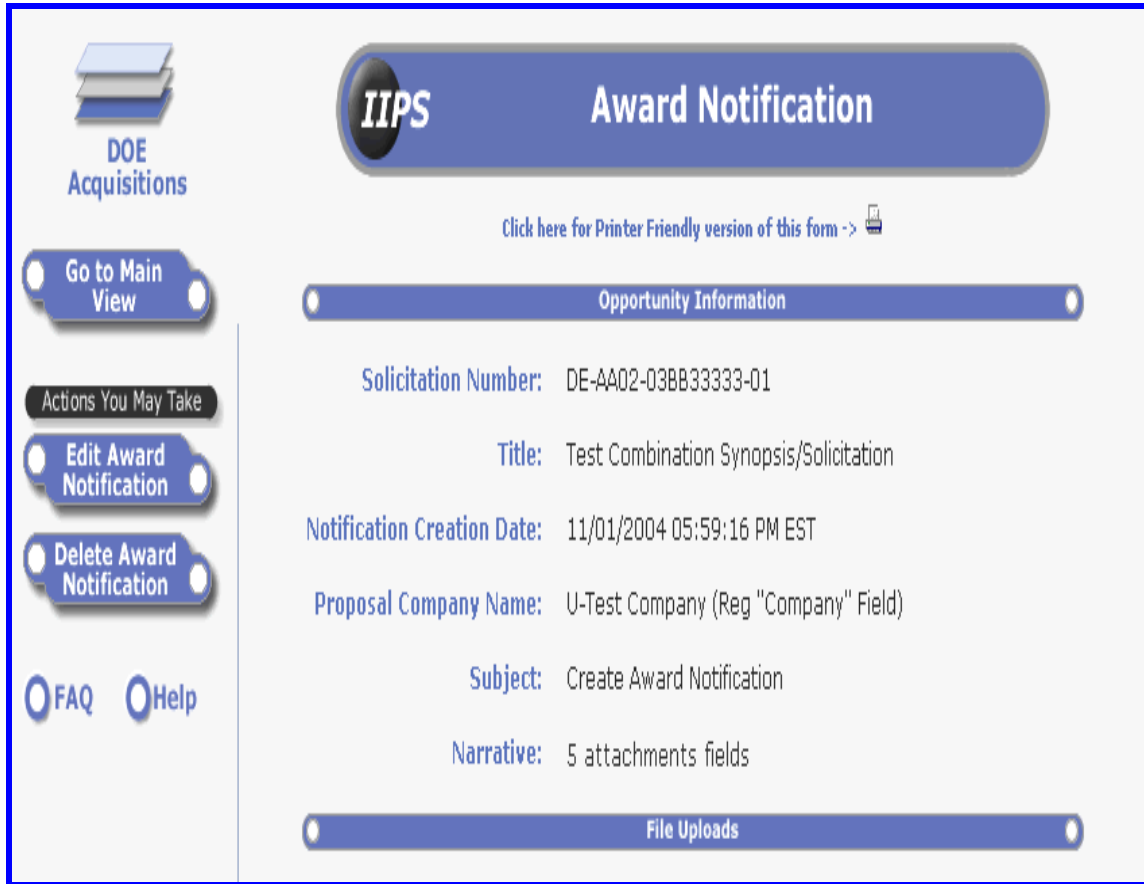 DOE
Acquisitions
Go to Main
View
Actions You May Take
Edit Award
Notification
Delete Award
Notification
FAQ
Help
IIPS
Award Notification
Click here for Printer Friendly version of this form ->
Opportunity Information
Solicitation Number: DE-AA02-03BB33333-01
Title: Test Combination Synopsis/Solicitation
Notification Creation Date: 11/01/2004 05:59:16 PM EST
Proposal Company Name: U-Test Company (Reg "Company" Field)
Subject: Create Award Notification
Narrative: 5 attachments fields
File Uploads